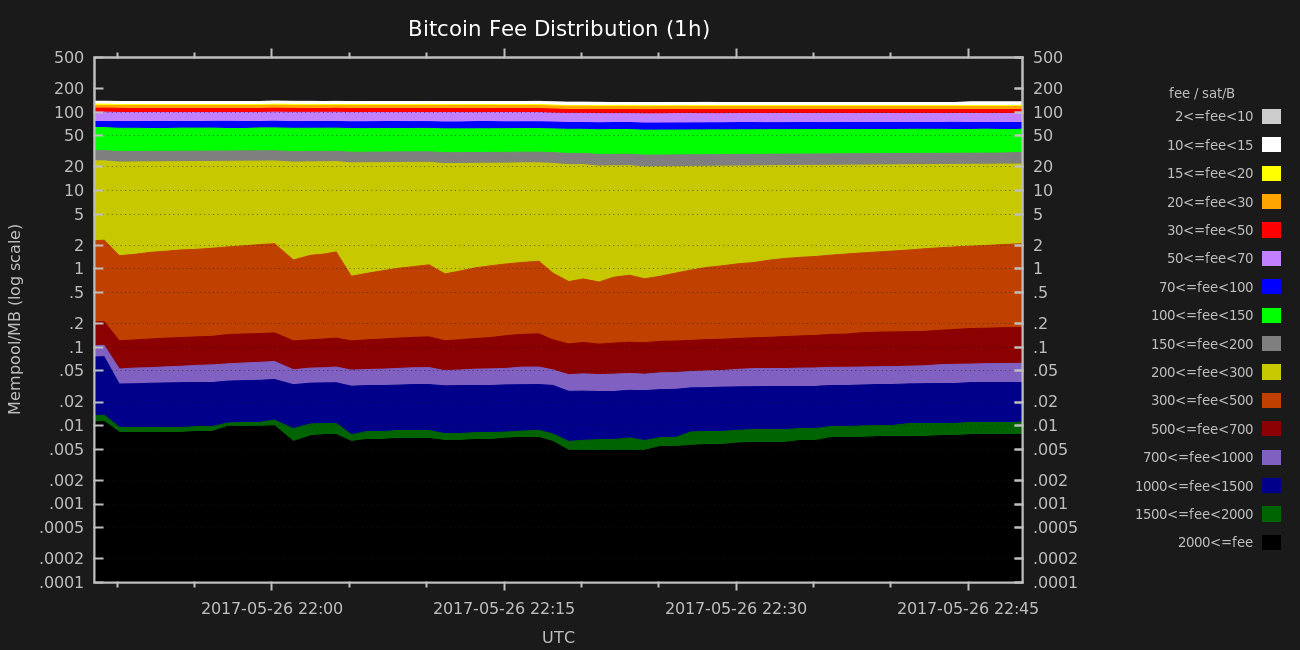 Bitcoin Fee Distribution (1h)
Mempool/MB (log scale)
500
200
100
50
20
10
5
2
1
.5
.2
.1
.05
.02
.01
.005
.002
.001
.0005
.0002
.0001
500
200
100
50
20
10
5
2
1
.5
.2
.1
.05
.02
.01
.005
.002
.001
.0005
.0002
.0001
2017-05-26 22:00
2017-05-26 22:15
2017-05-26 22:30
2017-05-26 22:45
UTC
fee / sat/B
2<=fee<10
10<=fee<15
15<=fee<20
20<=fee<30
30<=fee<50
50<=fee<70
70<=fee<100
100<=fee<150
150<=fee<200
200<=fee<300
300<=fee<500
500<=fee<700
700<=fee<1000
1000<=fee<1500
1500<=fee<2000
2000<=fee